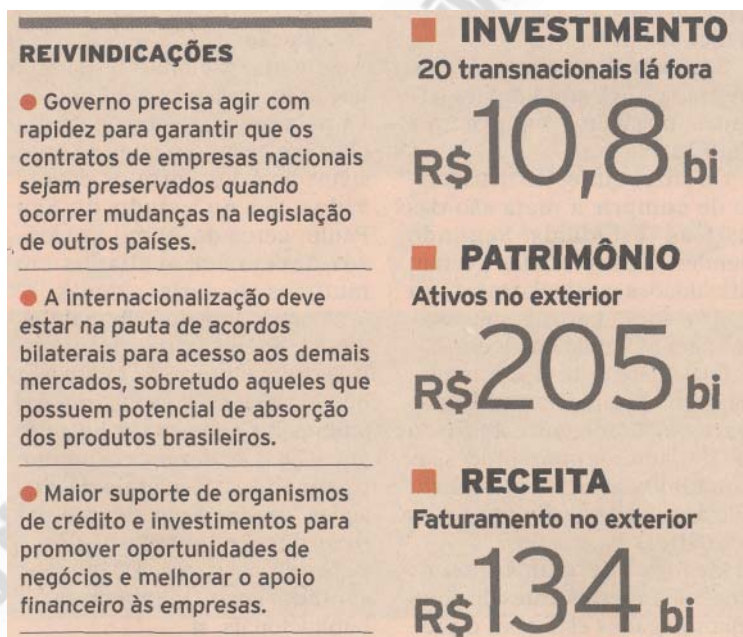 REIVINDICAÇÕES
● Governo precisa agir com
rapidez para garantir que os
contratos de empresas nacionais
sejam preservados quando
ocorrer mudanças na legislação
de outros países.
● A internacionalização deve
estar na pauta de acordos
bilaterais para acesso aos demais
mercados, sobretudo aqueles que
possuem potencial de absorção
dos produtos brasileiros.
● Maior suporte de organismos
de crédito e investimentos para
promover oportunidades de
negócios e melhorar o apoio
financeiro às empresas.
INVESTIMENTO
20 transnacionais lá fora
R$10,8 bi
PATRIMÔNIO
Ativos no exterior
R$205 bi
RECEITA
Faturamento no exterior
R$134 bi